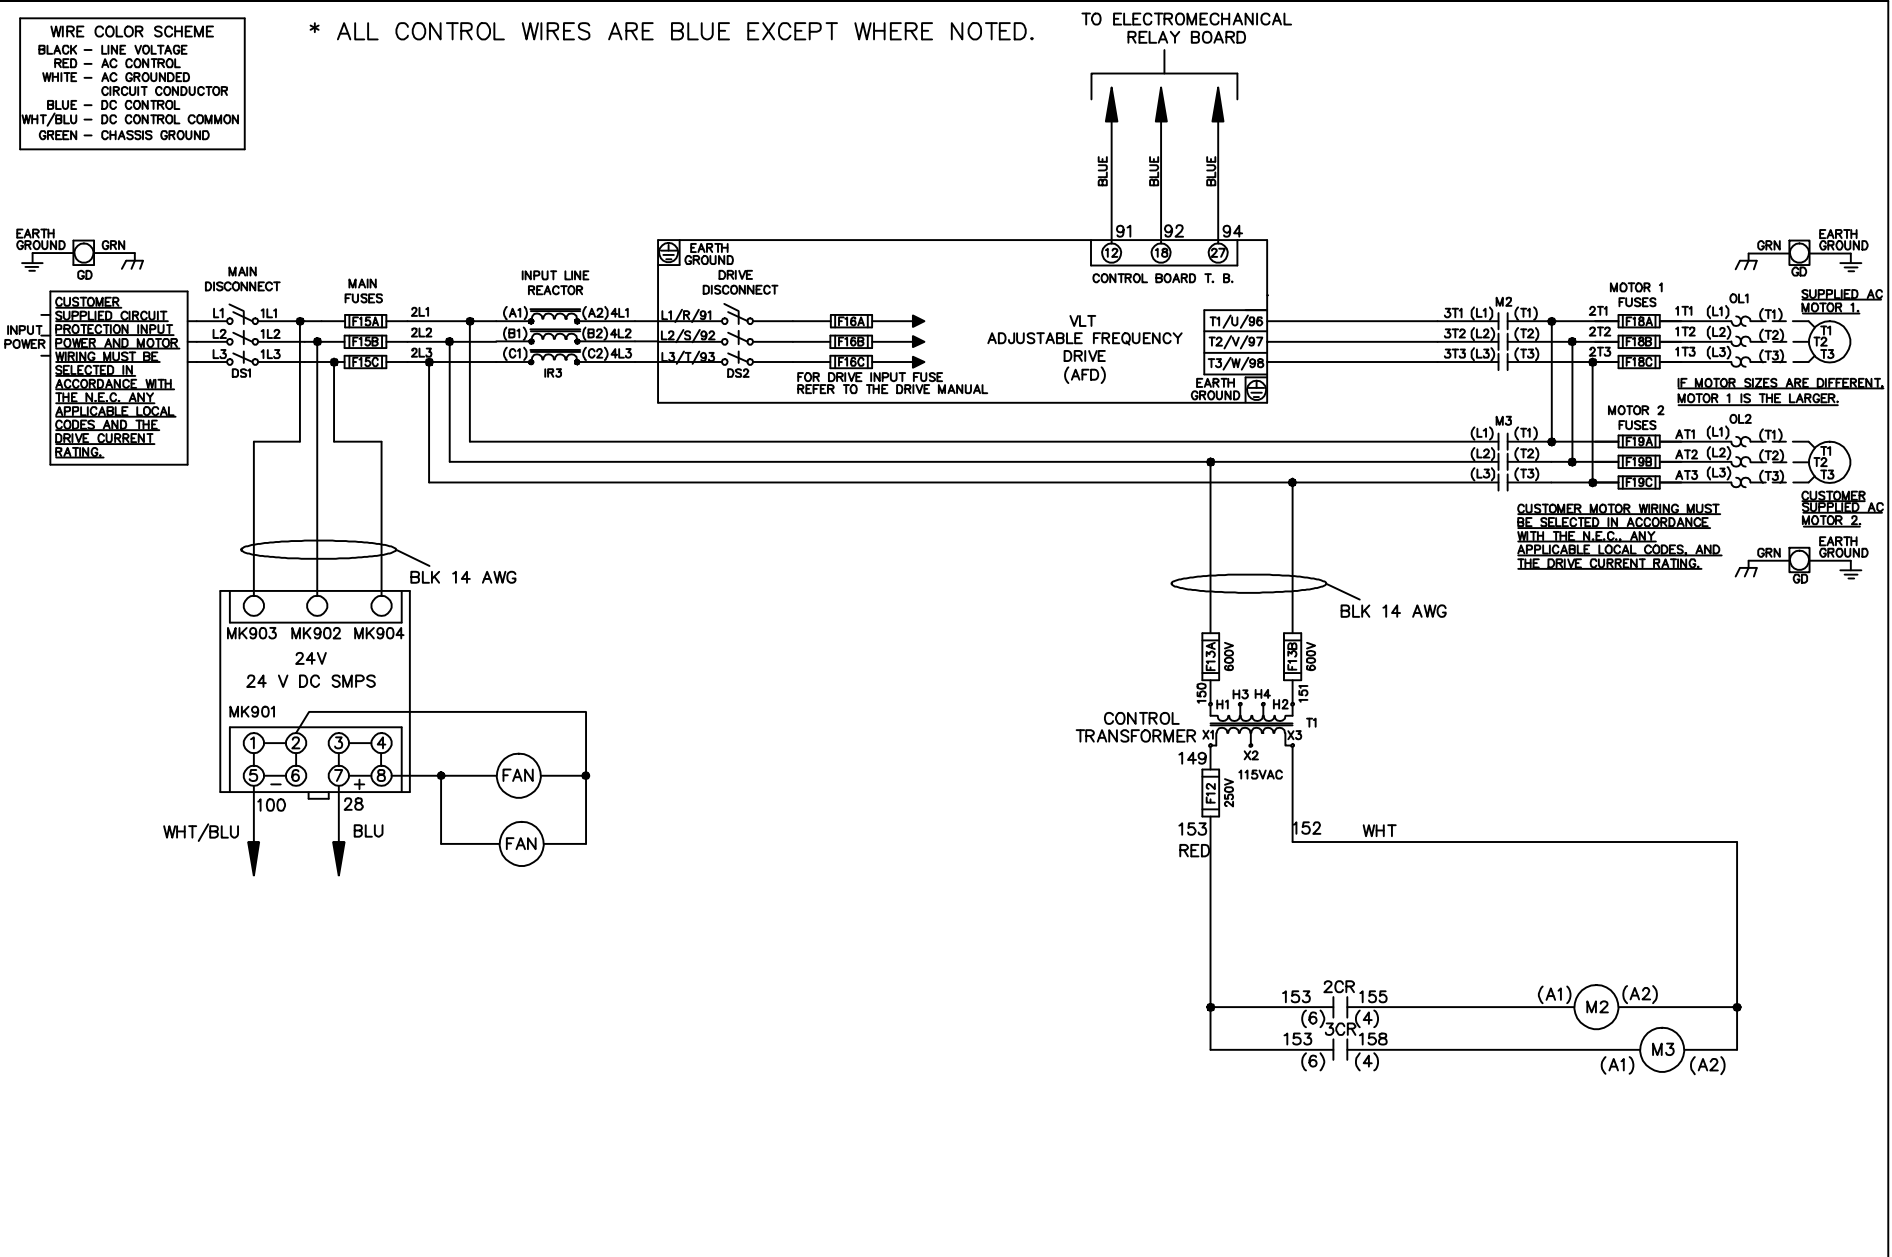 WIRE COLOR SCHEME
BLACK – LINE VOLTAGE
RED – AC CONTROL
WHITE – AC GROUNDED
CIRCUIT CONDUCTOR
BLUE – DC CONTROL
WHT/BLU – DC CONTROL COMMON
GREEN – CHASSIS GROUND
* ALL CONTROL WIRES ARE BLUE EXCEPT WHERE NOTED.
TO ELECTROMECHANICAL
RELAY BOARD
BLUE
BLUE
BLUE
91 92 94
12 18 27
CONTROL BOARD T. B.
EARTH
GROUND
GRN
GD
INPUT
POWER
CUSTOMER
SUPPLIED CIRCUIT
PROTECTION INPUT
POWER AND MOTOR
WIRING MUST BE
SELECTED IN
ACCORDANCE WITH
THE N.E.C. ANY
APPLICABLE LOCAL
CODES AND THE
DRIVE CURRENT
RATING.
MAIN
DISCONNECT
L1 1L1
L2 1L2
L3 1L3
DS1
MAIN
FUSES
F15A 2L1
F15B 2L2
F15C 2L3
INPUT LINE
REACTOR
(A1) (A2) 4L1
(B1) (B2) 4L2
(C1) (C2) 4L3
IR3
EARTH
GROUND
DRIVE
DISCONNECT
L1/R/91
L2/S/92
L3/T/93
DS2
F16A
F16B
F16C
FOR DRIVE INPUT FUSE
REFER TO THE DRIVE MANUAL
VLT
ADJUSTABLE FREQUENCY
DRIVE
(AFD)
T1/U/96
T2/V/97
T3/W/98
EARTH
GROUND
M2
3T1 (L1) (T1)
3T2 (L2) (T2)
3T3 (L3) (T3)
MOTOR 1
FUSES
2T1 F18A 1T1 (L1) (T1)
2T2 F18B 1T2 (L2) (T2)
2T3 F18C 1T3 (L3) (T3)
OL1
GRN
EARTH
GROUND
GD
SUPPLIED AC
MOTOR 1.
T1
T2
T3
IF MOTOR SIZES ARE DIFFERENT.
MOTOR 1 IS THE LARGER.
M3
(L1) (T1)
(L2) (T2)
(L3) (T3)
MOTOR 2
FUSES
F19A AT1 (L1) (T1)
F19B AT2 (L2) (T2)
F19C AT3 (L3) (T3)
OL2
T1
T2
T3
CUSTOMER
SUPPLIED AC
MOTOR 2.
CUSTOMER MOTOR WIRING MUST
BE SELECTED IN ACCORDANCE
WITH THE N.E.C., ANY
APPLICABLE LOCAL CODES, AND
THE DRIVE CURRENT RATING.
GRN
EARTH
GROUND
GD
BLK 14 AWG
MK903 MK902 MK904
24V
24 V DC SMPS
MK901
1 2 3 4
5 – 6 7 + 8
100 28
WHT/BLU BLU
FAN
FAN
BLK 14 AWG
F13A 600V
F13B 600V
150 151
H1 H3 H4 H2
T1
CONTROL
TRANSFORMER
X1 X2 X3
149
115VAC
F12 250V
153
RED
152 WHT
153 2CR 155
(6) (4)
(A1) M2 (A2)
153 3CR 158
(6) (4)
(A1) M3 (A2)